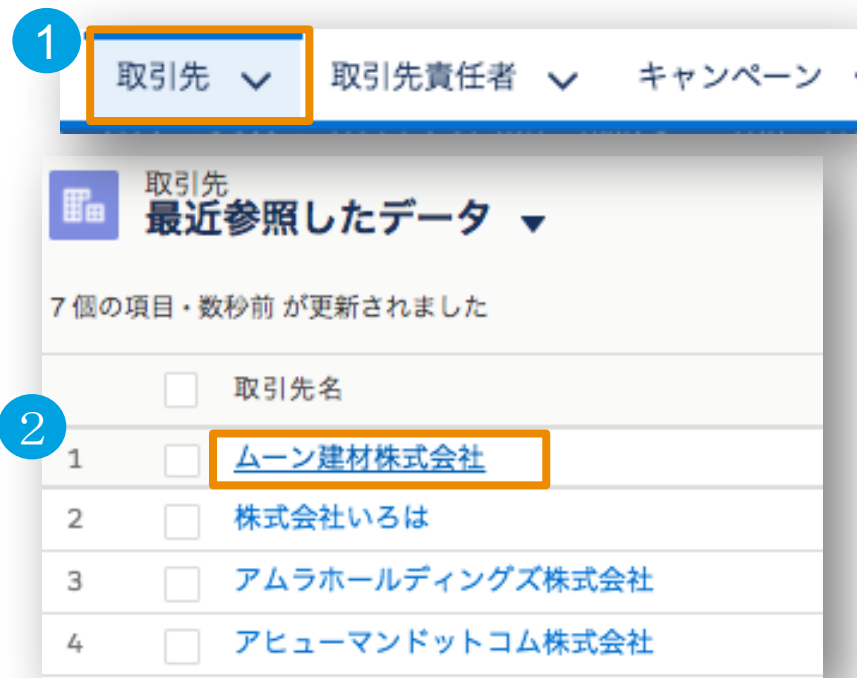 1
取引先 取引先責任者 キャンペーン
取引先
最近参照したデータ
7 個の項目・数秒前 が更新されました
取引先名
2
1 ムーン建材株式会社
2 株式会社いろは
3 アムラホールディングズ株式会社
4 アヒューマンドットコム株式会社